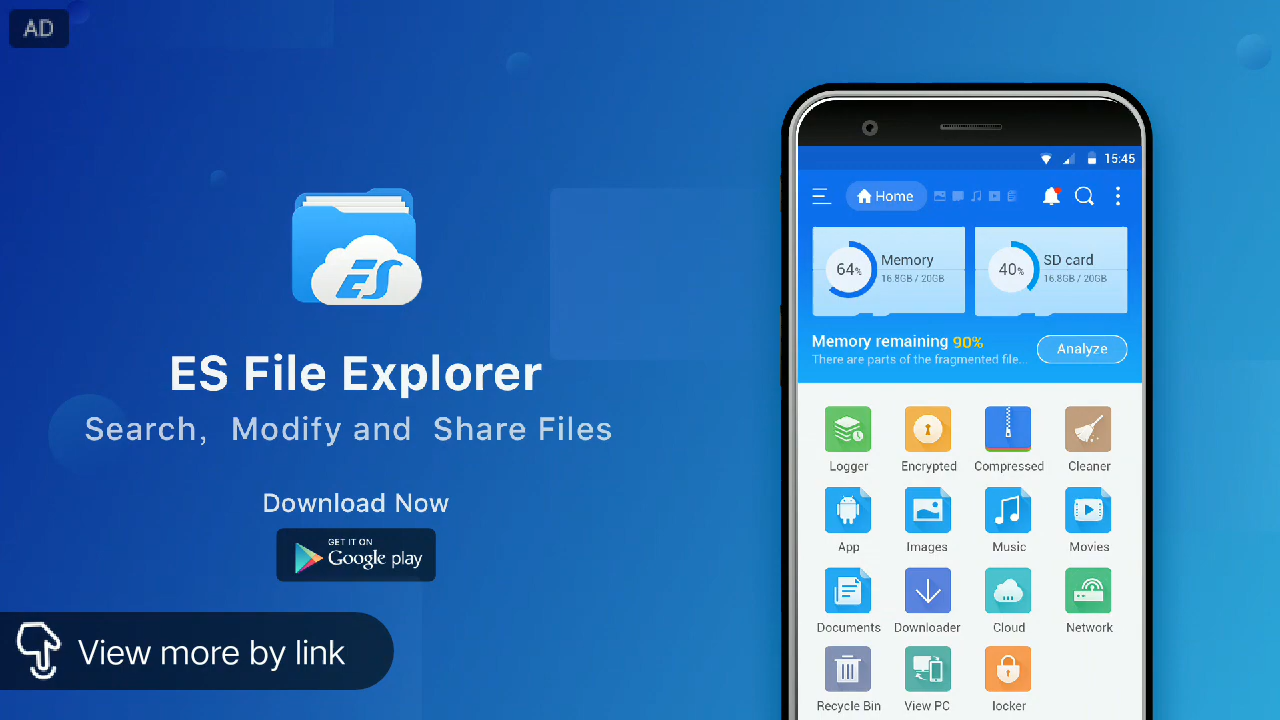 AD
ES
ES File Explorer
Search, Modify and Share Files
Download Now
GET IT ON
Google play
View more by link
15:45
Home
64%
Memory
16.8GB / 20GB
40%
SD card
16.8GB / 20GB
Memory remaining 90%
There are parts of the fragmented file...
Analyze
Logger
Encrypted
Compressed
Cleaner
App
Images
Music
Movies
Documents
Downloader
Cloud
Network
Recycle Bin
View PC
locker